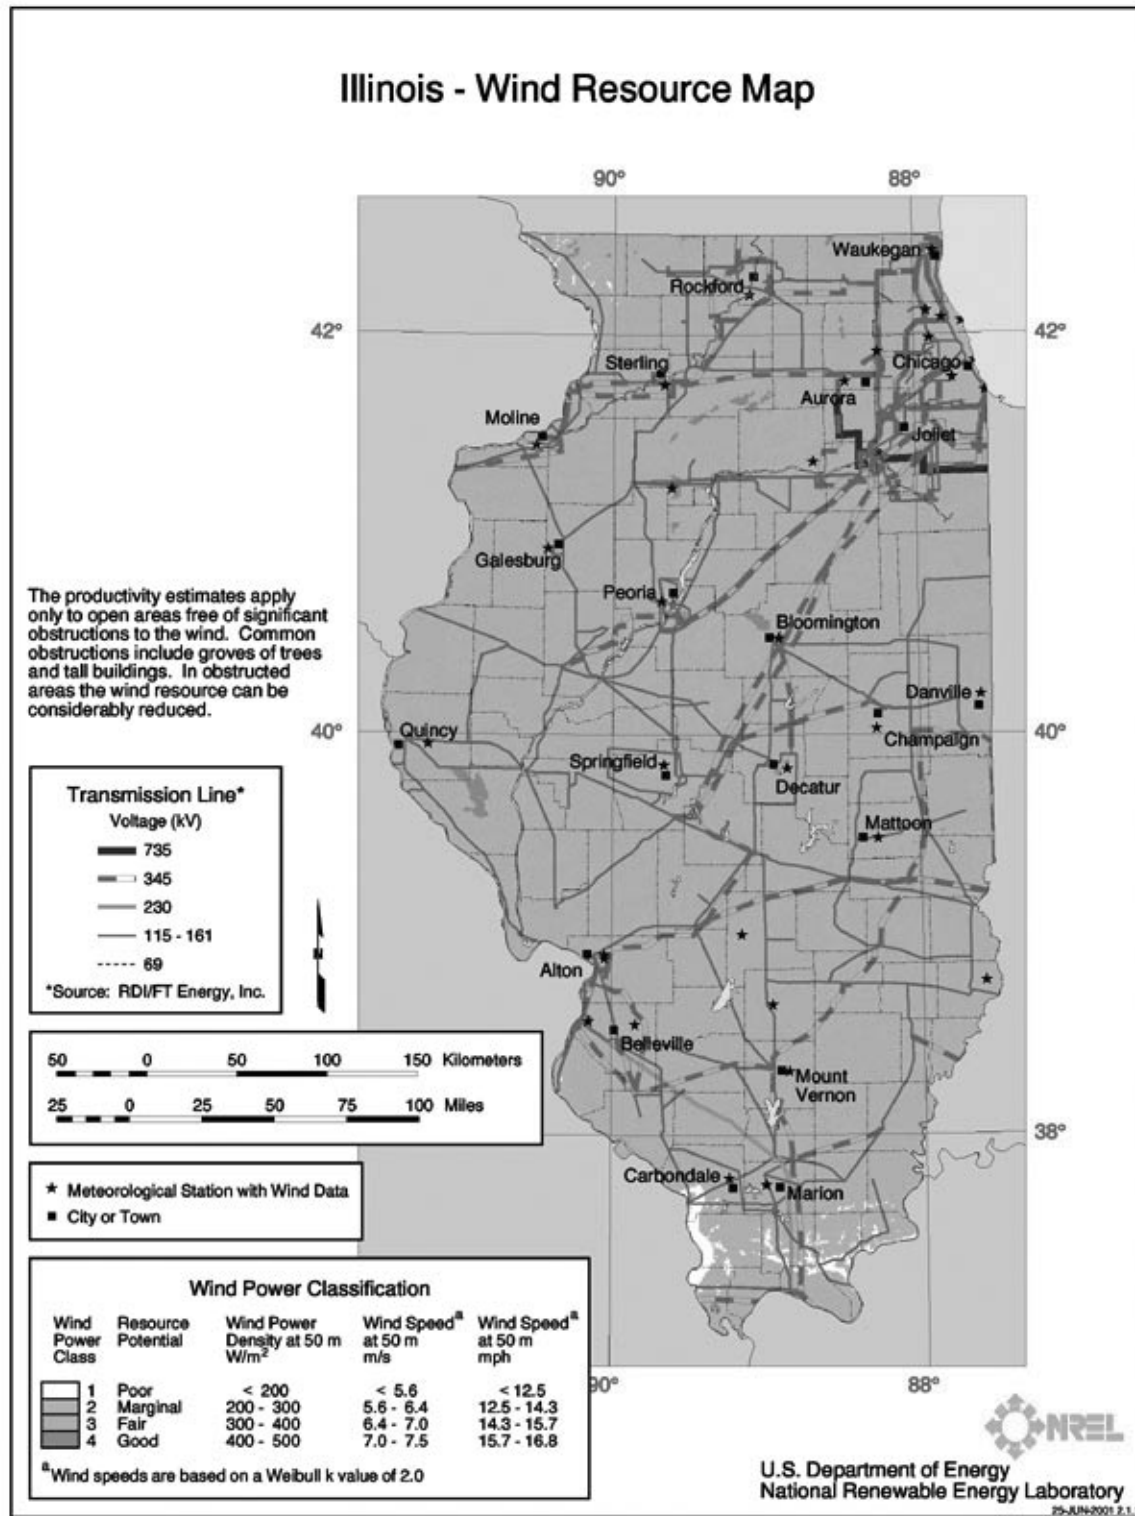 Illinois - Wind Resource Map
90°
88°
Waukegan
Rockford
42°
42°
Sterling
Chicago
Aurora
Moline
Joliet
Galesburg
Peoria
The productivity estimates apply
only to open areas free of significant
obstructions to the wind. Common
obstructions include groves of trees
and tall buildings. In obstructed
areas the wind resource can be
considerably reduced.
Bloomington
Danville
40°
Quincy
Champaign
40°
Springfield
Decatur
Mattoon
Transmission Line*
Voltage (kV)
735
345
230
115 - 161
69
*Source: RDI/FT Energy, Inc.
N
Alton
Belleville
Mount
Vernon
50 0 50 100 150 Kilometers
25 0 25 50 75 100 Miles
38°
Carbondale
Marion
Meteorological Station with Wind Data
City or Town
Wind Power Classification
Wind Power Class
Resource Potential
Wind Power Density at 50 m W/m²
Wind Speedᵃ at 50 m m/s
Wind Speedᵃ at 50 m mph
1 Poor < 200 < 5.6 < 12.5
2 Marginal 200 - 300 5.6 - 6.4 12.5 - 14.3
3 Fair 300 - 400 6.4 - 7.0 14.3 - 15.7
4 Good 400 - 500 7.0 - 7.5 15.7 - 16.8
ᵃ Wind speeds are based on a Weibull k value of 2.0
90°
88°
NREL
U.S. Department of Energy
National Renewable Energy Laboratory
25-JUN-2001 2.1.